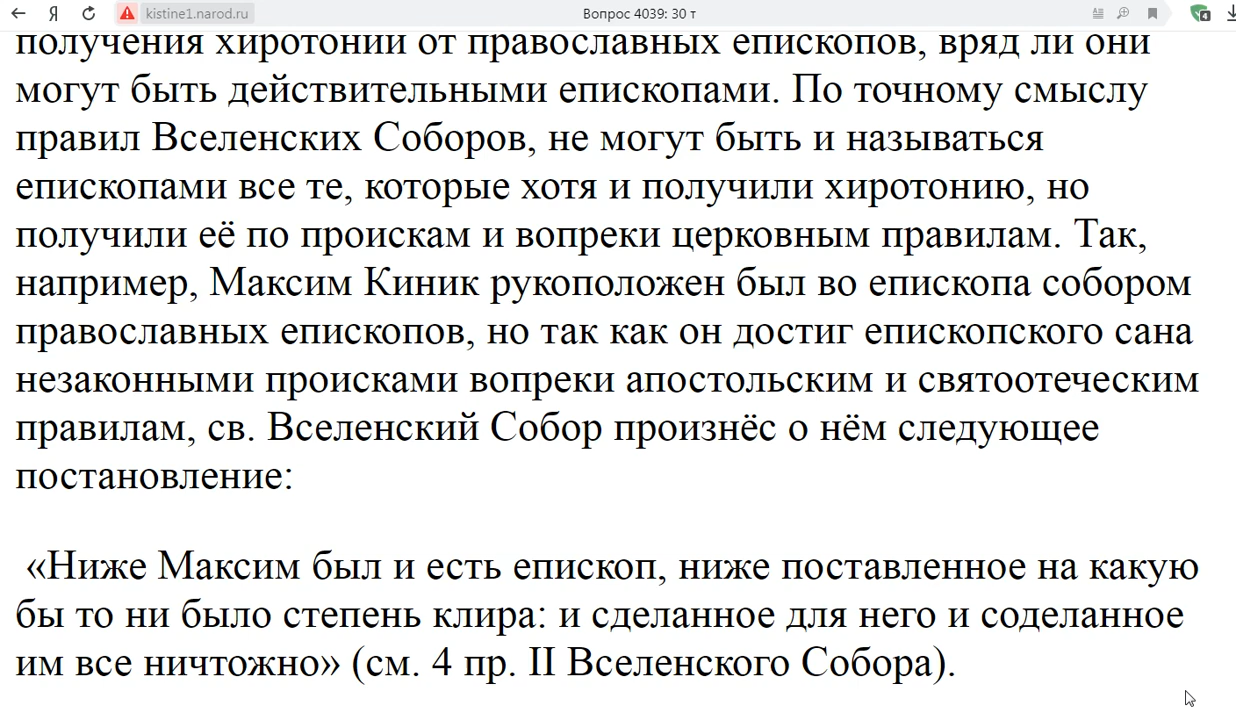 kistine1.narod.ru
Вопрос 4039: 30 т
4
получения хиротонии от православных епископов, вряд ли они
могут быть действительными епископами. По точному смыслу
правил Вселенских Соборов, не могут быть и называться
епископами все те, которые хотя и получили хиротонию, но
получили её по проискам и вопреки церковным правилам. Так,
например, Максим Киник рукоположен был во епископа собором
православных епископов, но так как он достиг епископского сана
незаконными происками вопреки апостольским и святоотеческим
правилам, св. Вселенский Собор произнёс о нём следующее
постановление:
«Ниже Максим был и есть епископ, ниже поставленное на какую
бы то ни было степень клира: и сделанное для него и соделанное
им все ничтожно» (см. 4 пр. II Вселенского Собора).